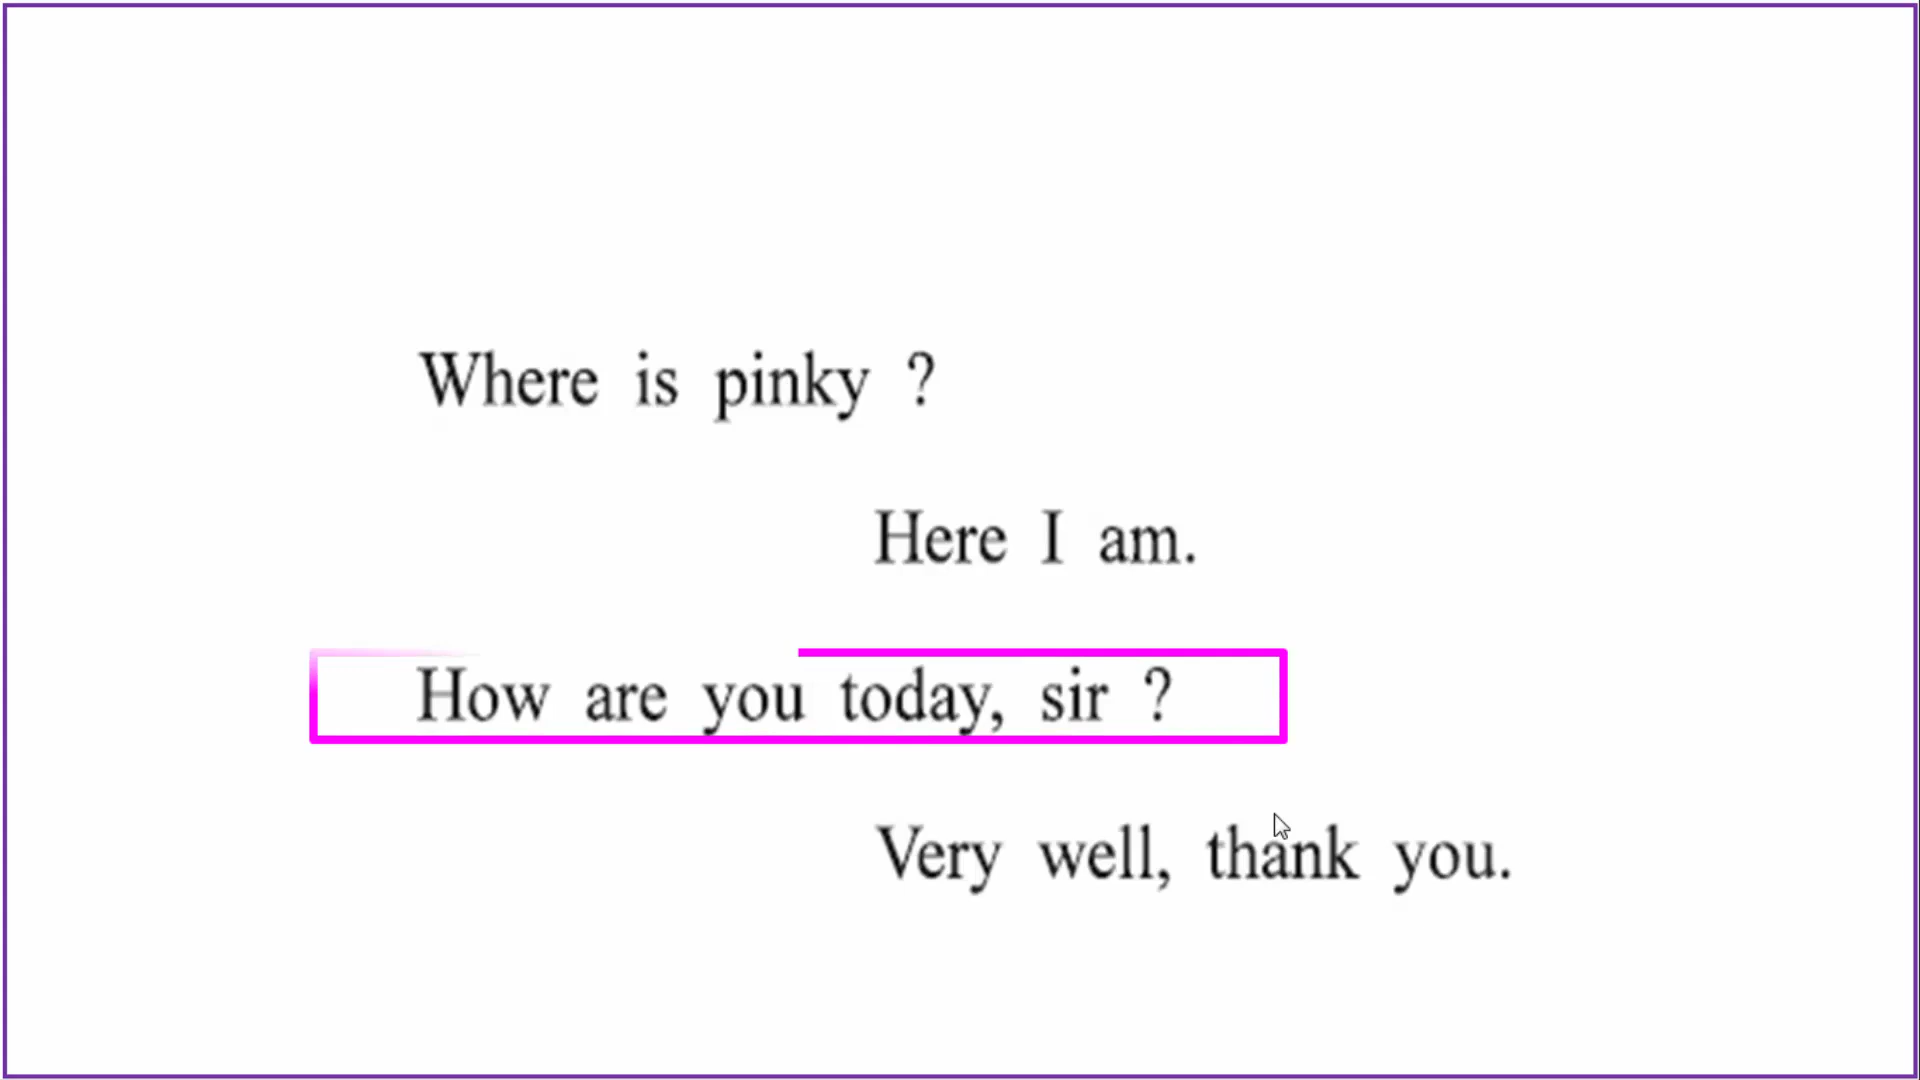 Where is pinky ?
Here I am.
How are you today, sir ?
Very well, thank you.